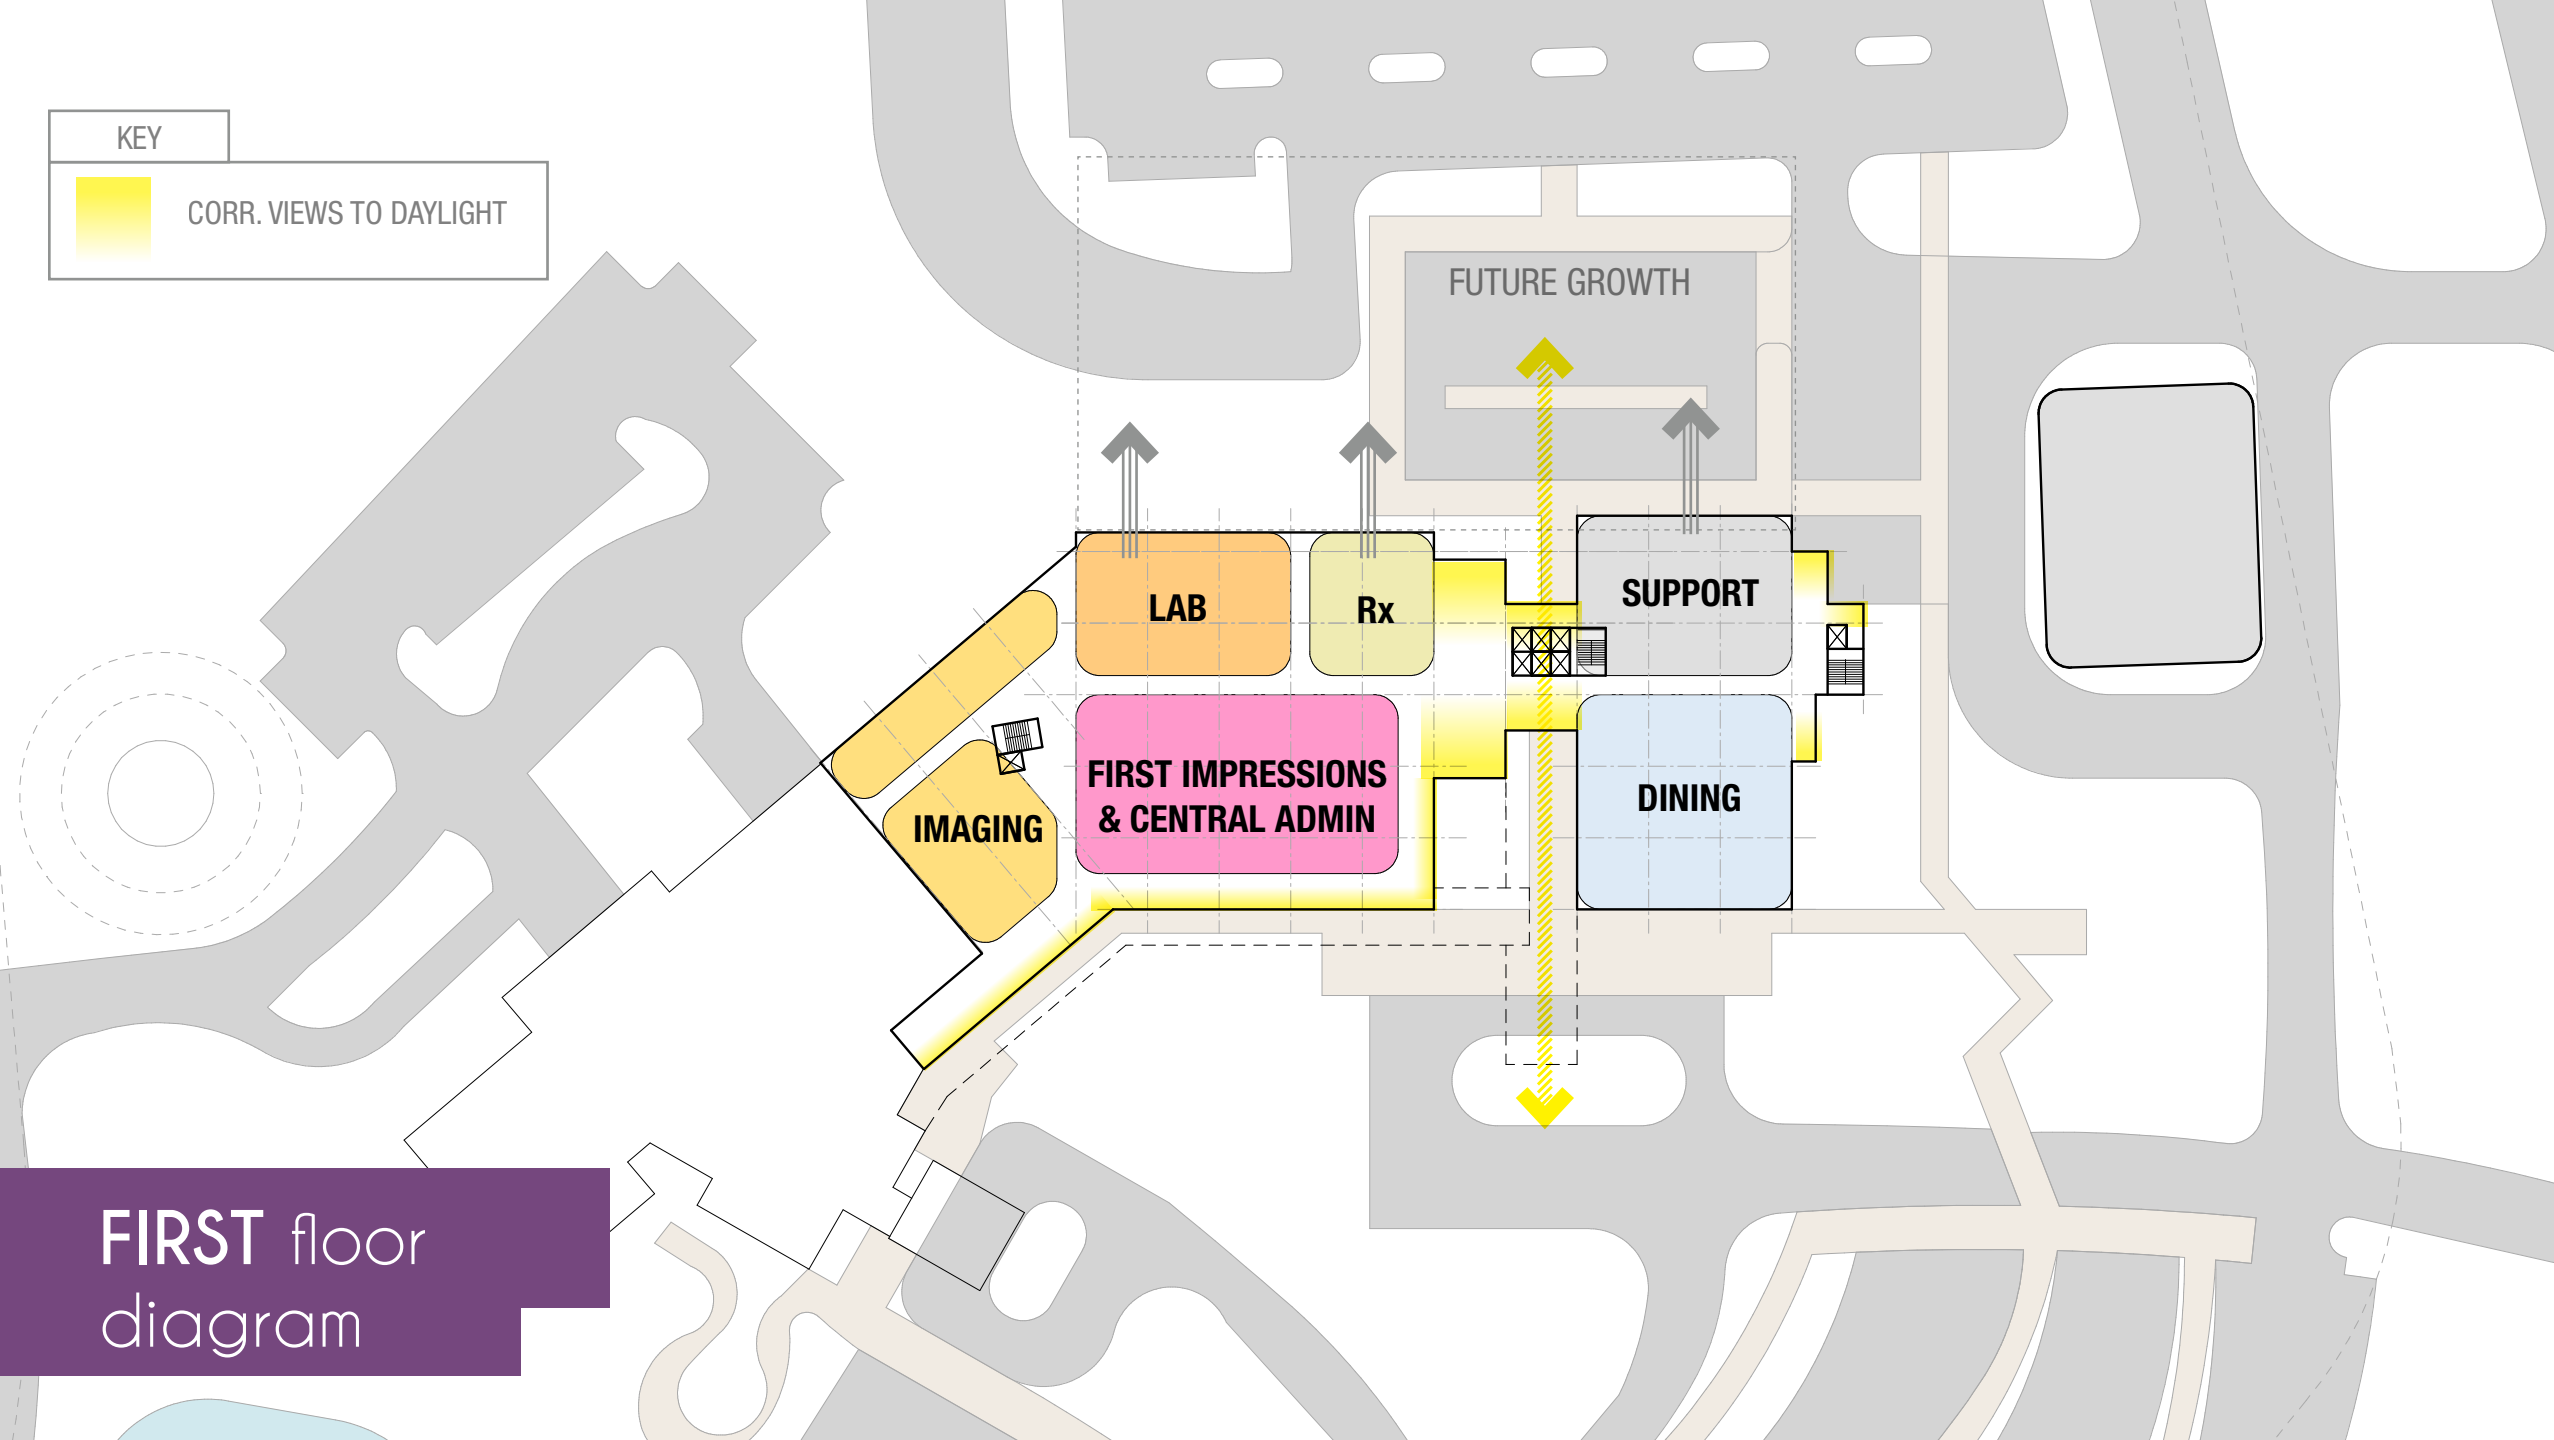 KEY
CORR. VIEWS TO DAYLIGHT
FUTURE GROWTH
LAB
Rx
SUPPORT
FIRST IMPRESSIONS
& CENTRAL ADMIN
IMAGING
DINING
FIRST floor
diagram